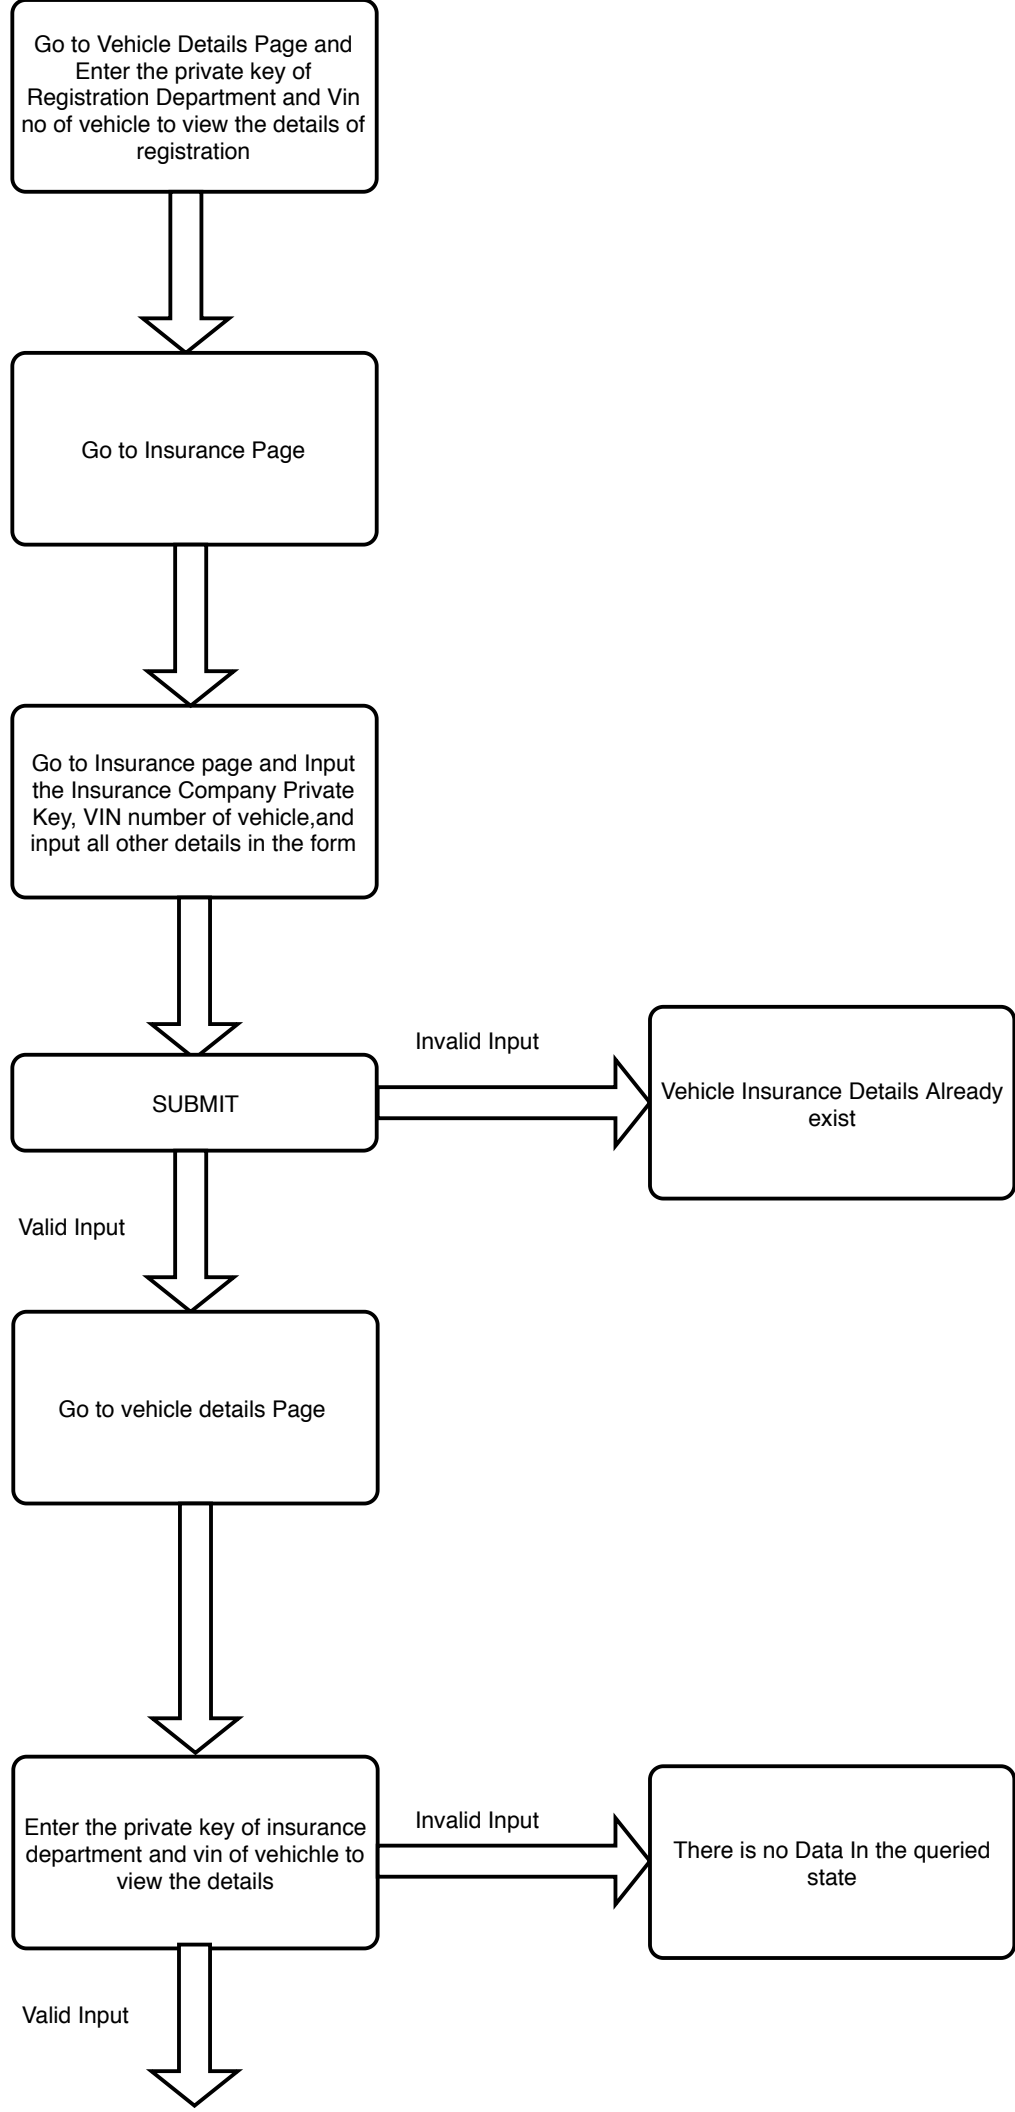 Go to Vehicle Details Page and
Enter the private key of
Registration Department and Vin
no of vehicle to view the details of
registration
Go to Insurance Page
Go to Insurance page and Input
the Insurance Company Private
Key, VIN number of vehicle,and
input all other details in the form
Invalid Input
SUBMIT
Vehicle Insurance Details Already
exist
Valid Input
Go to vehicle details Page
Invalid Input
Enter the private key of insurance
department and vin of vehichle to
view the details
There is no Data In the queried
state
Valid Input